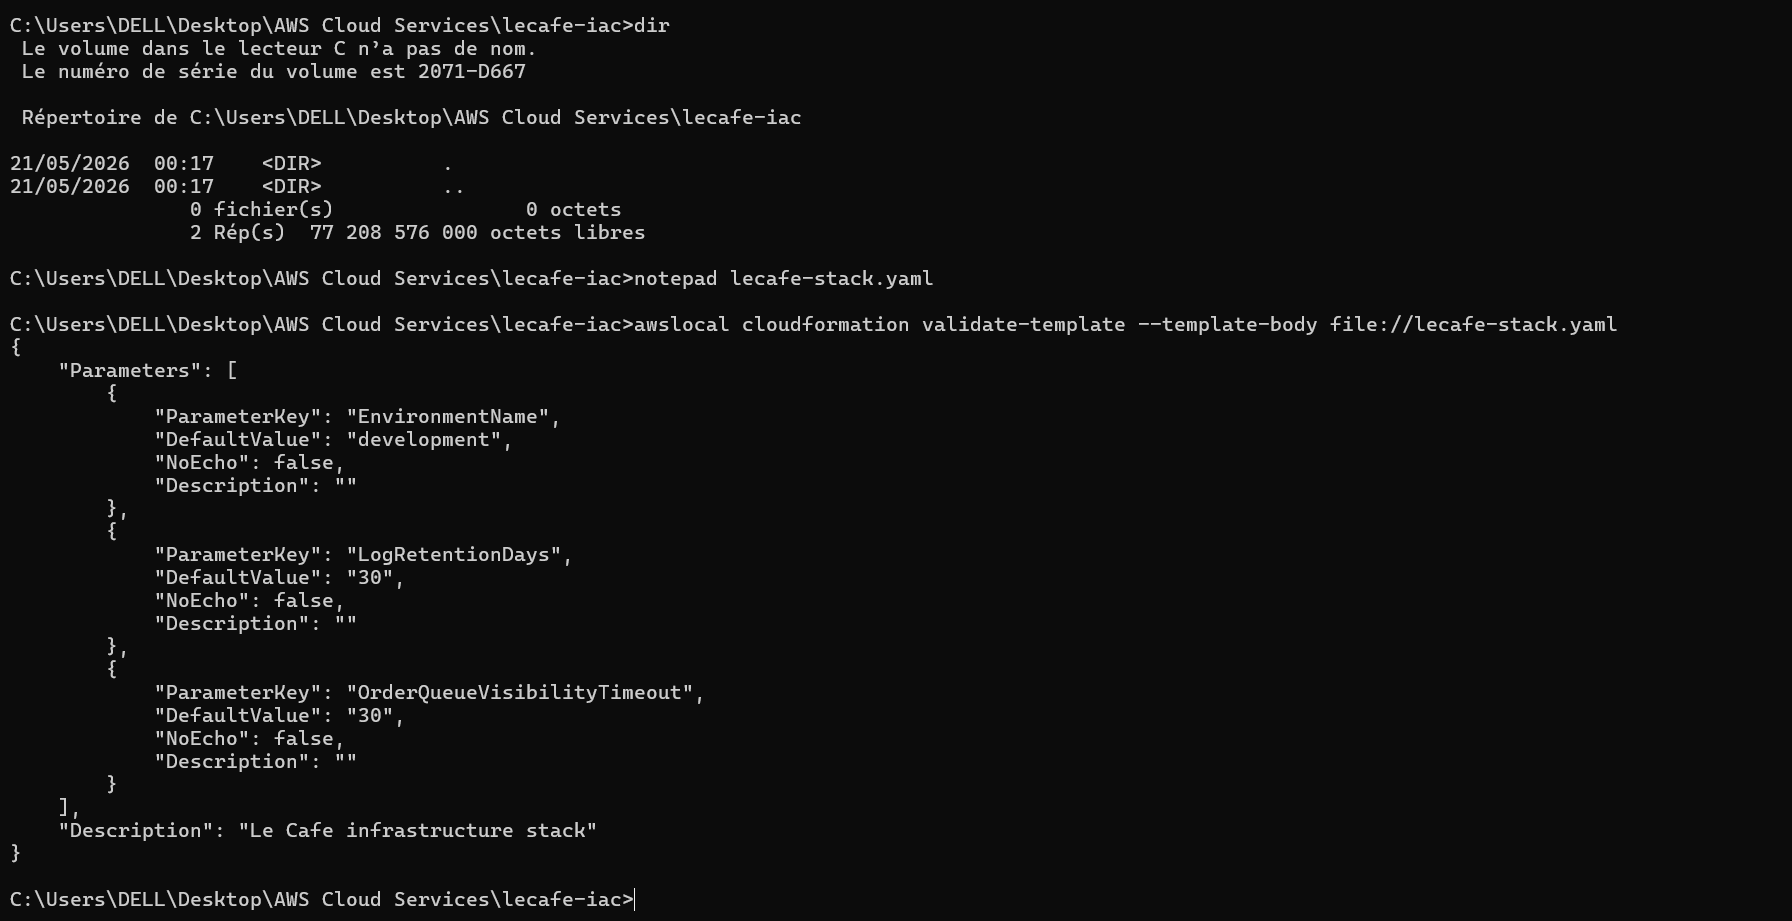 C:\Users\DELL\Desktop\AWS Cloud Services\lecafe-iac>dir
 Le volume dans le lecteur C n’a pas de nom.
 Le numéro de série du volume est 2071-D667

 Répertoire de C:\Users\DELL\Desktop\AWS Cloud Services\lecafe-iac

21/05/2026  00:17    <DIR>          .
21/05/2026  00:17    <DIR>          ..
               0 fichier(s)                0 octets
               2 Rép(s)  77 208 576 000 octets libres

C:\Users\DELL\Desktop\AWS Cloud Services\lecafe-iac>notepad lecafe-stack.yaml

C:\Users\DELL\Desktop\AWS Cloud Services\lecafe-iac>awslocal cloudformation validate-template --template-body file://lecafe-stack.yaml
{
    "Parameters": [
        {
            "ParameterKey": "EnvironmentName",
            "DefaultValue": "development",
            "NoEcho": false,
            "Description": ""
        },
        {
            "ParameterKey": "LogRetentionDays",
            "DefaultValue": "30",
            "NoEcho": false,
            "Description": ""
        },
        {
            "ParameterKey": "OrderQueueVisibilityTimeout",
            "DefaultValue": "30",
            "NoEcho": false,
            "Description": ""
        }
    ],
    "Description": "Le Cafe infrastructure stack"
}

C:\Users\DELL\Desktop\AWS Cloud Services\lecafe-iac>